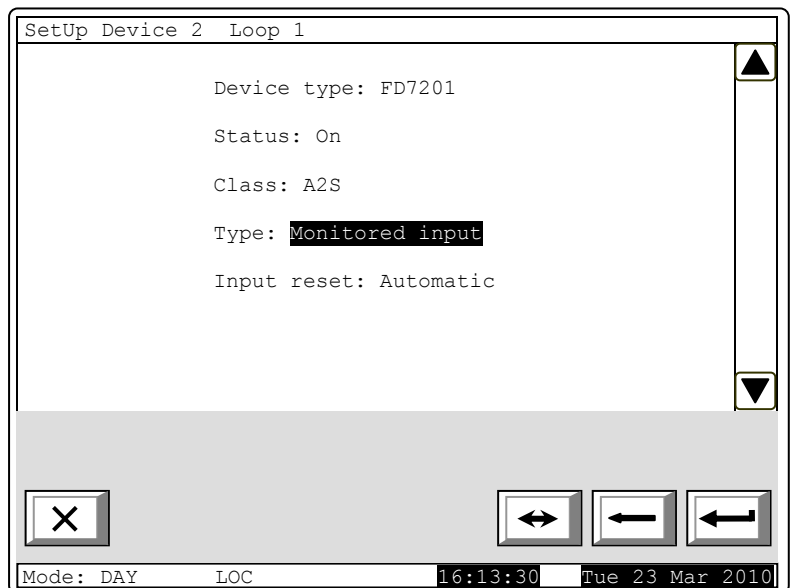 SetUp Device 2 Loop 1
Device type: FD7201
Status: On
Class: A2S
Type: Monitored input
Input reset: Automatic
Mode: DAY LOC 16:13:30 Tue 23 Mar 2010